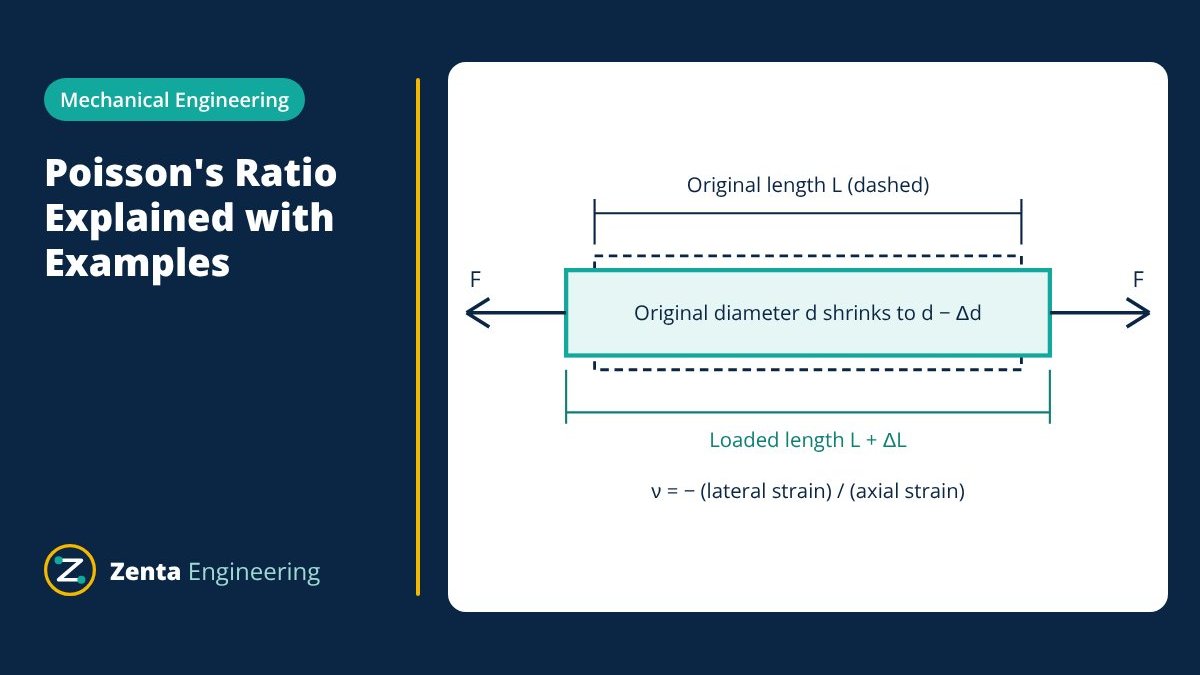 Mechanical Engineering
Poisson's Ratio
Explained with
Examples
Zenta Engineering
Original length L (dashed)
F
F
Original diameter d shrinks to d − Δd
Loaded length L + ΔL
ν = − (lateral strain) / (axial strain)